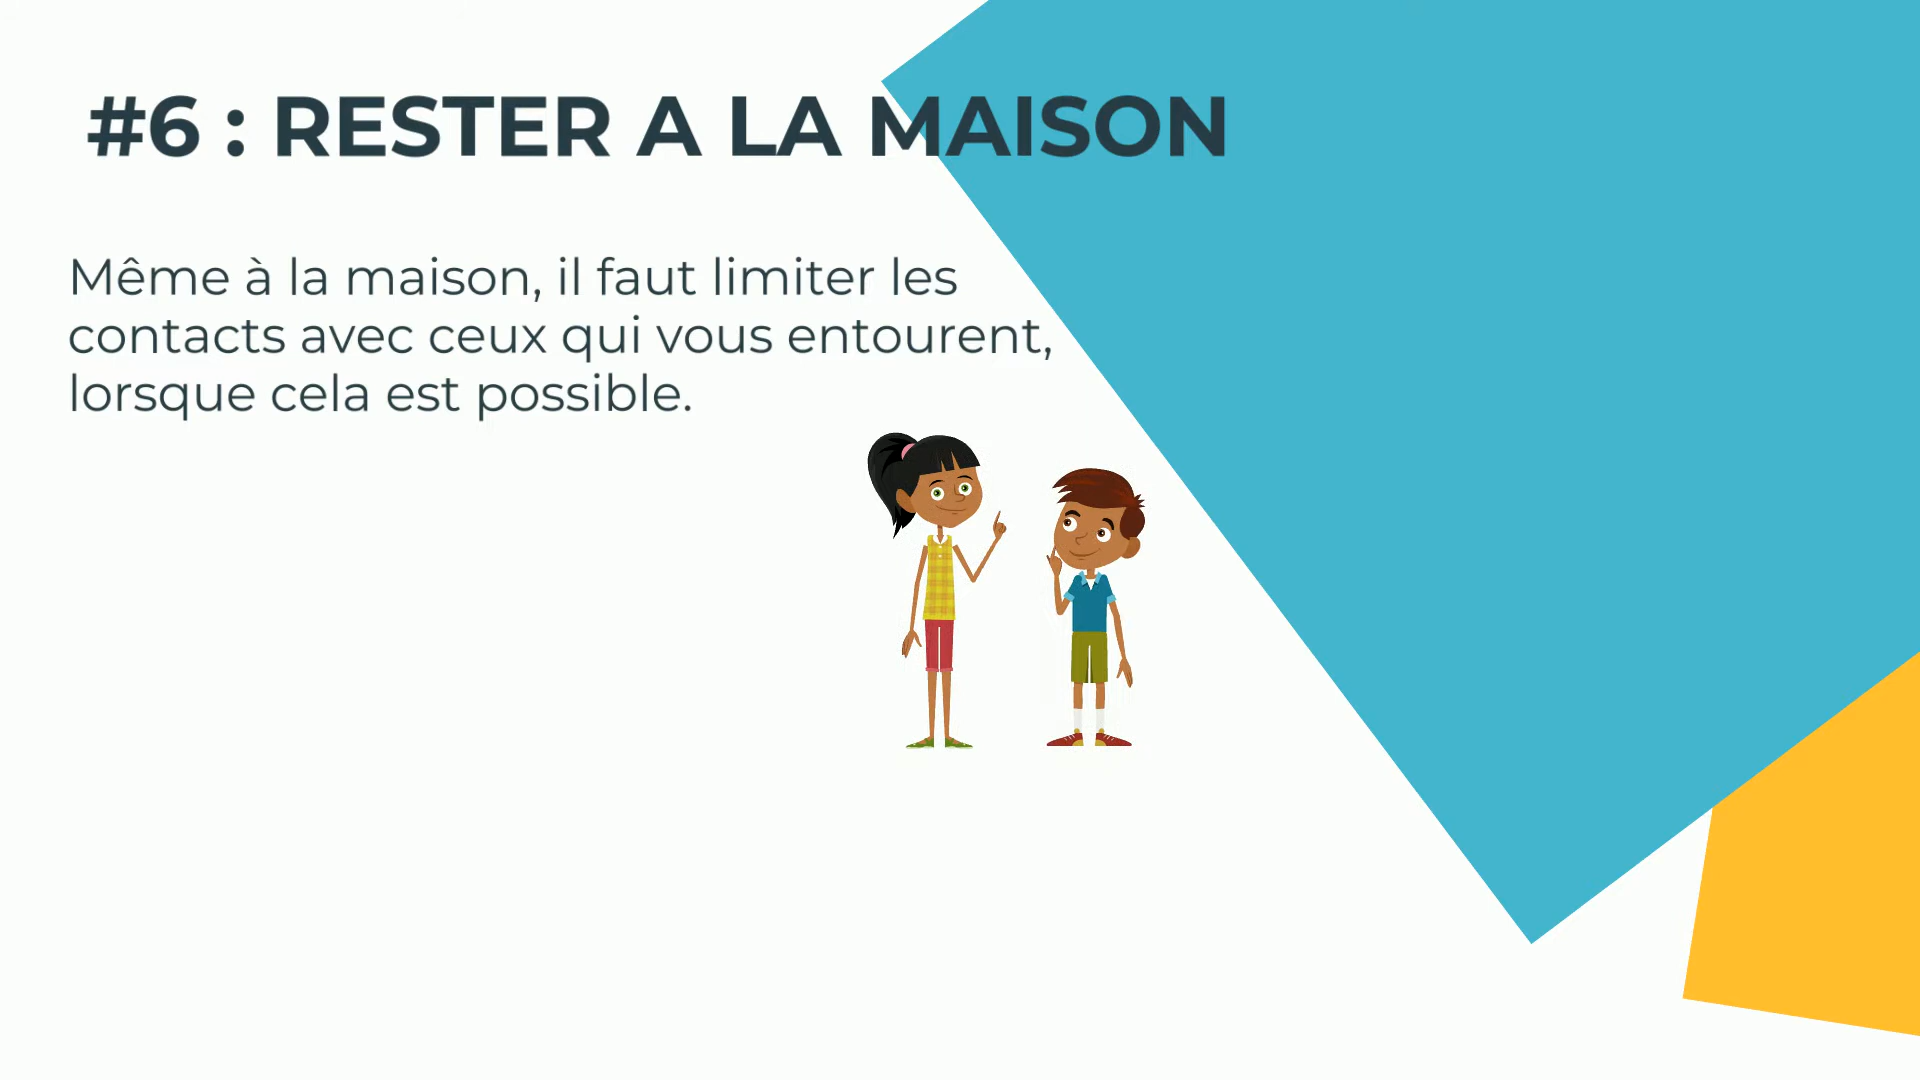 #6 : RESTER A LA MAISON
Même à la maison, il faut limiter les
contacts avec ceux qui vous entourent,
lorsque cela est possible.